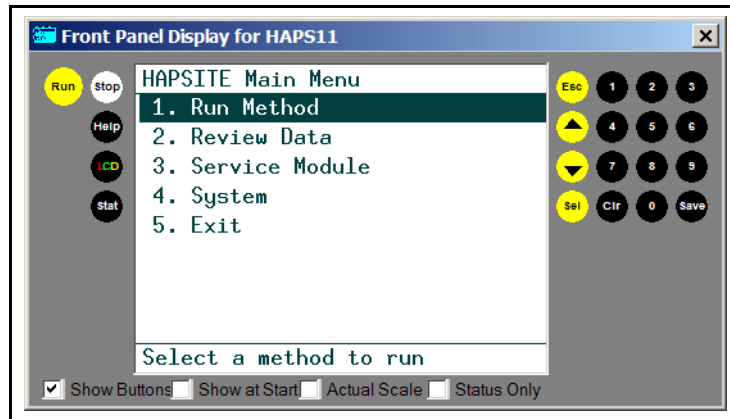 Front Panel Display for HAPS11
Run Stop
Help
LCD
Stat
HAPSITE Main Menu
1. Run Method
2. Review Data
3. Service Module
4. System
5. Exit
Select a method to run
Esc 1 2 3
4 5 6
7 8 9
Sel Clr 0 Save
Show Buttons Show at Start Actual Scale Status Only